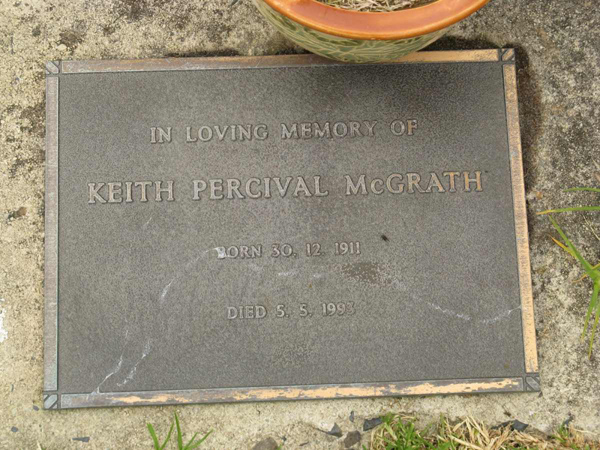 IN LOVING MEMORY OF
KEITH PERCIVAL McGRATH
BORN 30. 12. 1911
DIED 5. 5. 1993